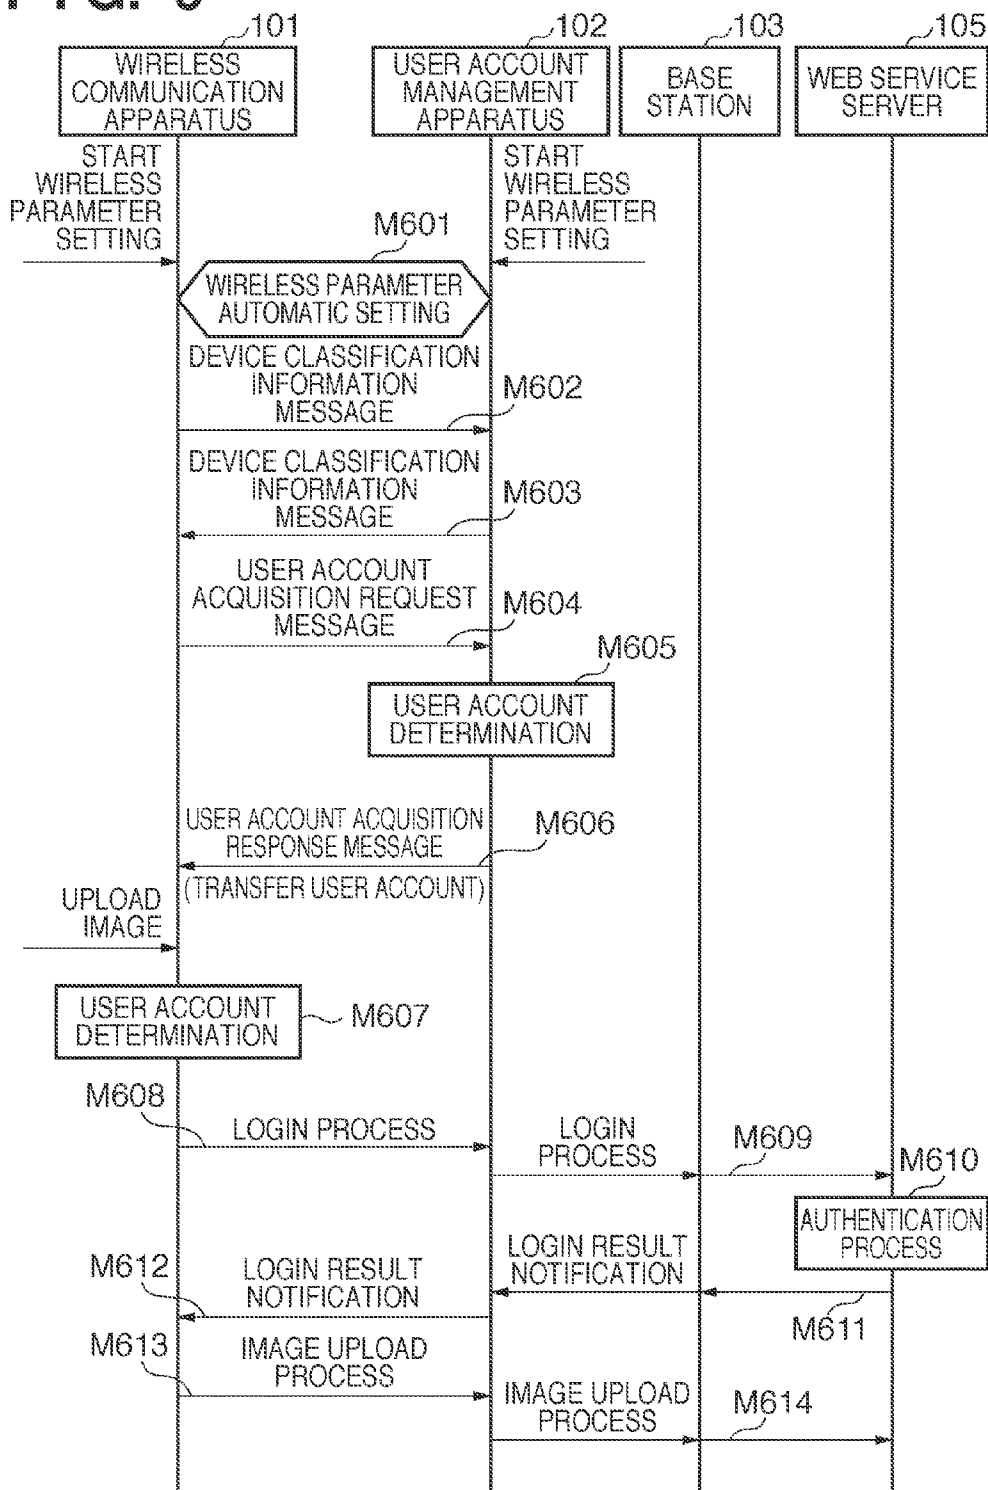 101
102
103
105
WIRELESS
COMMUNICATION
APPARATUS
USER ACCOUNT
MANAGEMENT
APPARATUS
BASE
STATION
WEB SERVICE
SERVER
START
WIRELESS
PARAMETER
SETTING
START
WIRELESS
PARAMETER
SETTING
M601
WIRELESS PARAMETER
AUTOMATIC SETTING
DEVICE CLASSIFICATION
INFORMATION
MESSAGE
M602
DEVICE CLASSIFICATION
INFORMATION
MESSAGE
M603
USER ACCOUNT
ACQUISITION REQUEST
MESSAGE
M604
M605
USER ACCOUNT
DETERMINATION
USER ACCOUNT ACQUISITION
RESPONSE MESSAGE
M606
(TRANSFER USER ACCOUNT)
UPLOAD
IMAGE
USER ACCOUNT
DETERMINATION
M607
M608
LOGIN PROCESS
LOGIN
PROCESS
M609
M610
AUTHENTICATION
PROCESS
LOGIN RESULT
NOTIFICATION
M611
M612
LOGIN RESULT
NOTIFICATION
M613
IMAGE UPLOAD
PROCESS
IMAGE UPLOAD
PROCESS
M614